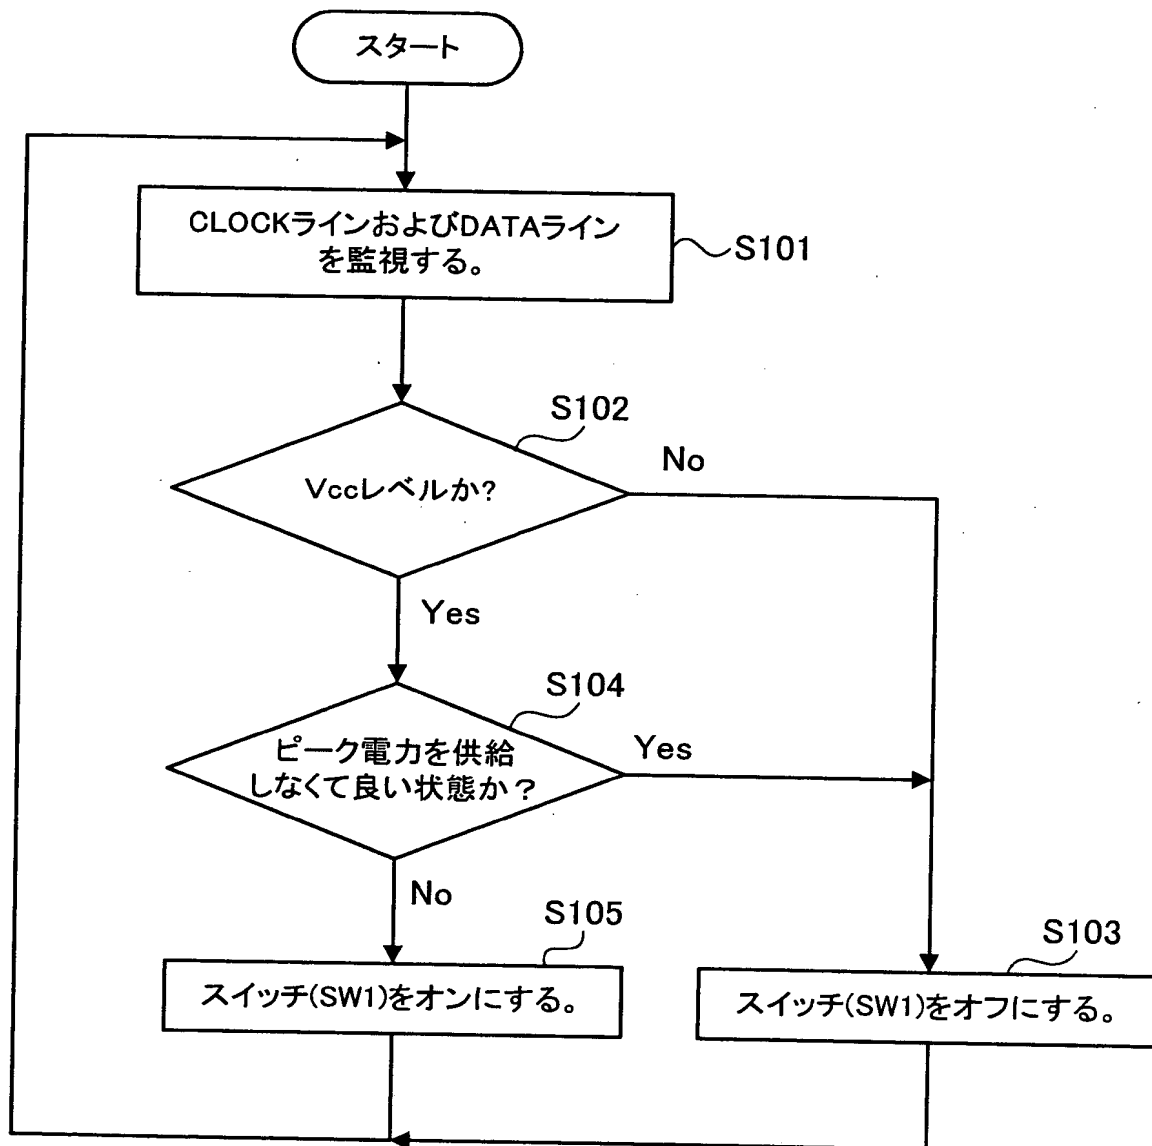 スタート
CLOCKラインおよびDATAライン
を監視する。
S101
S102
Vccレベルか?
No
Yes
S104
ピーク電力を供給
しなくて良い状態か？
Yes
No
S105
スイッチ(SW1)をオンにする。
S103
スイッチ(SW1)をオフにする。